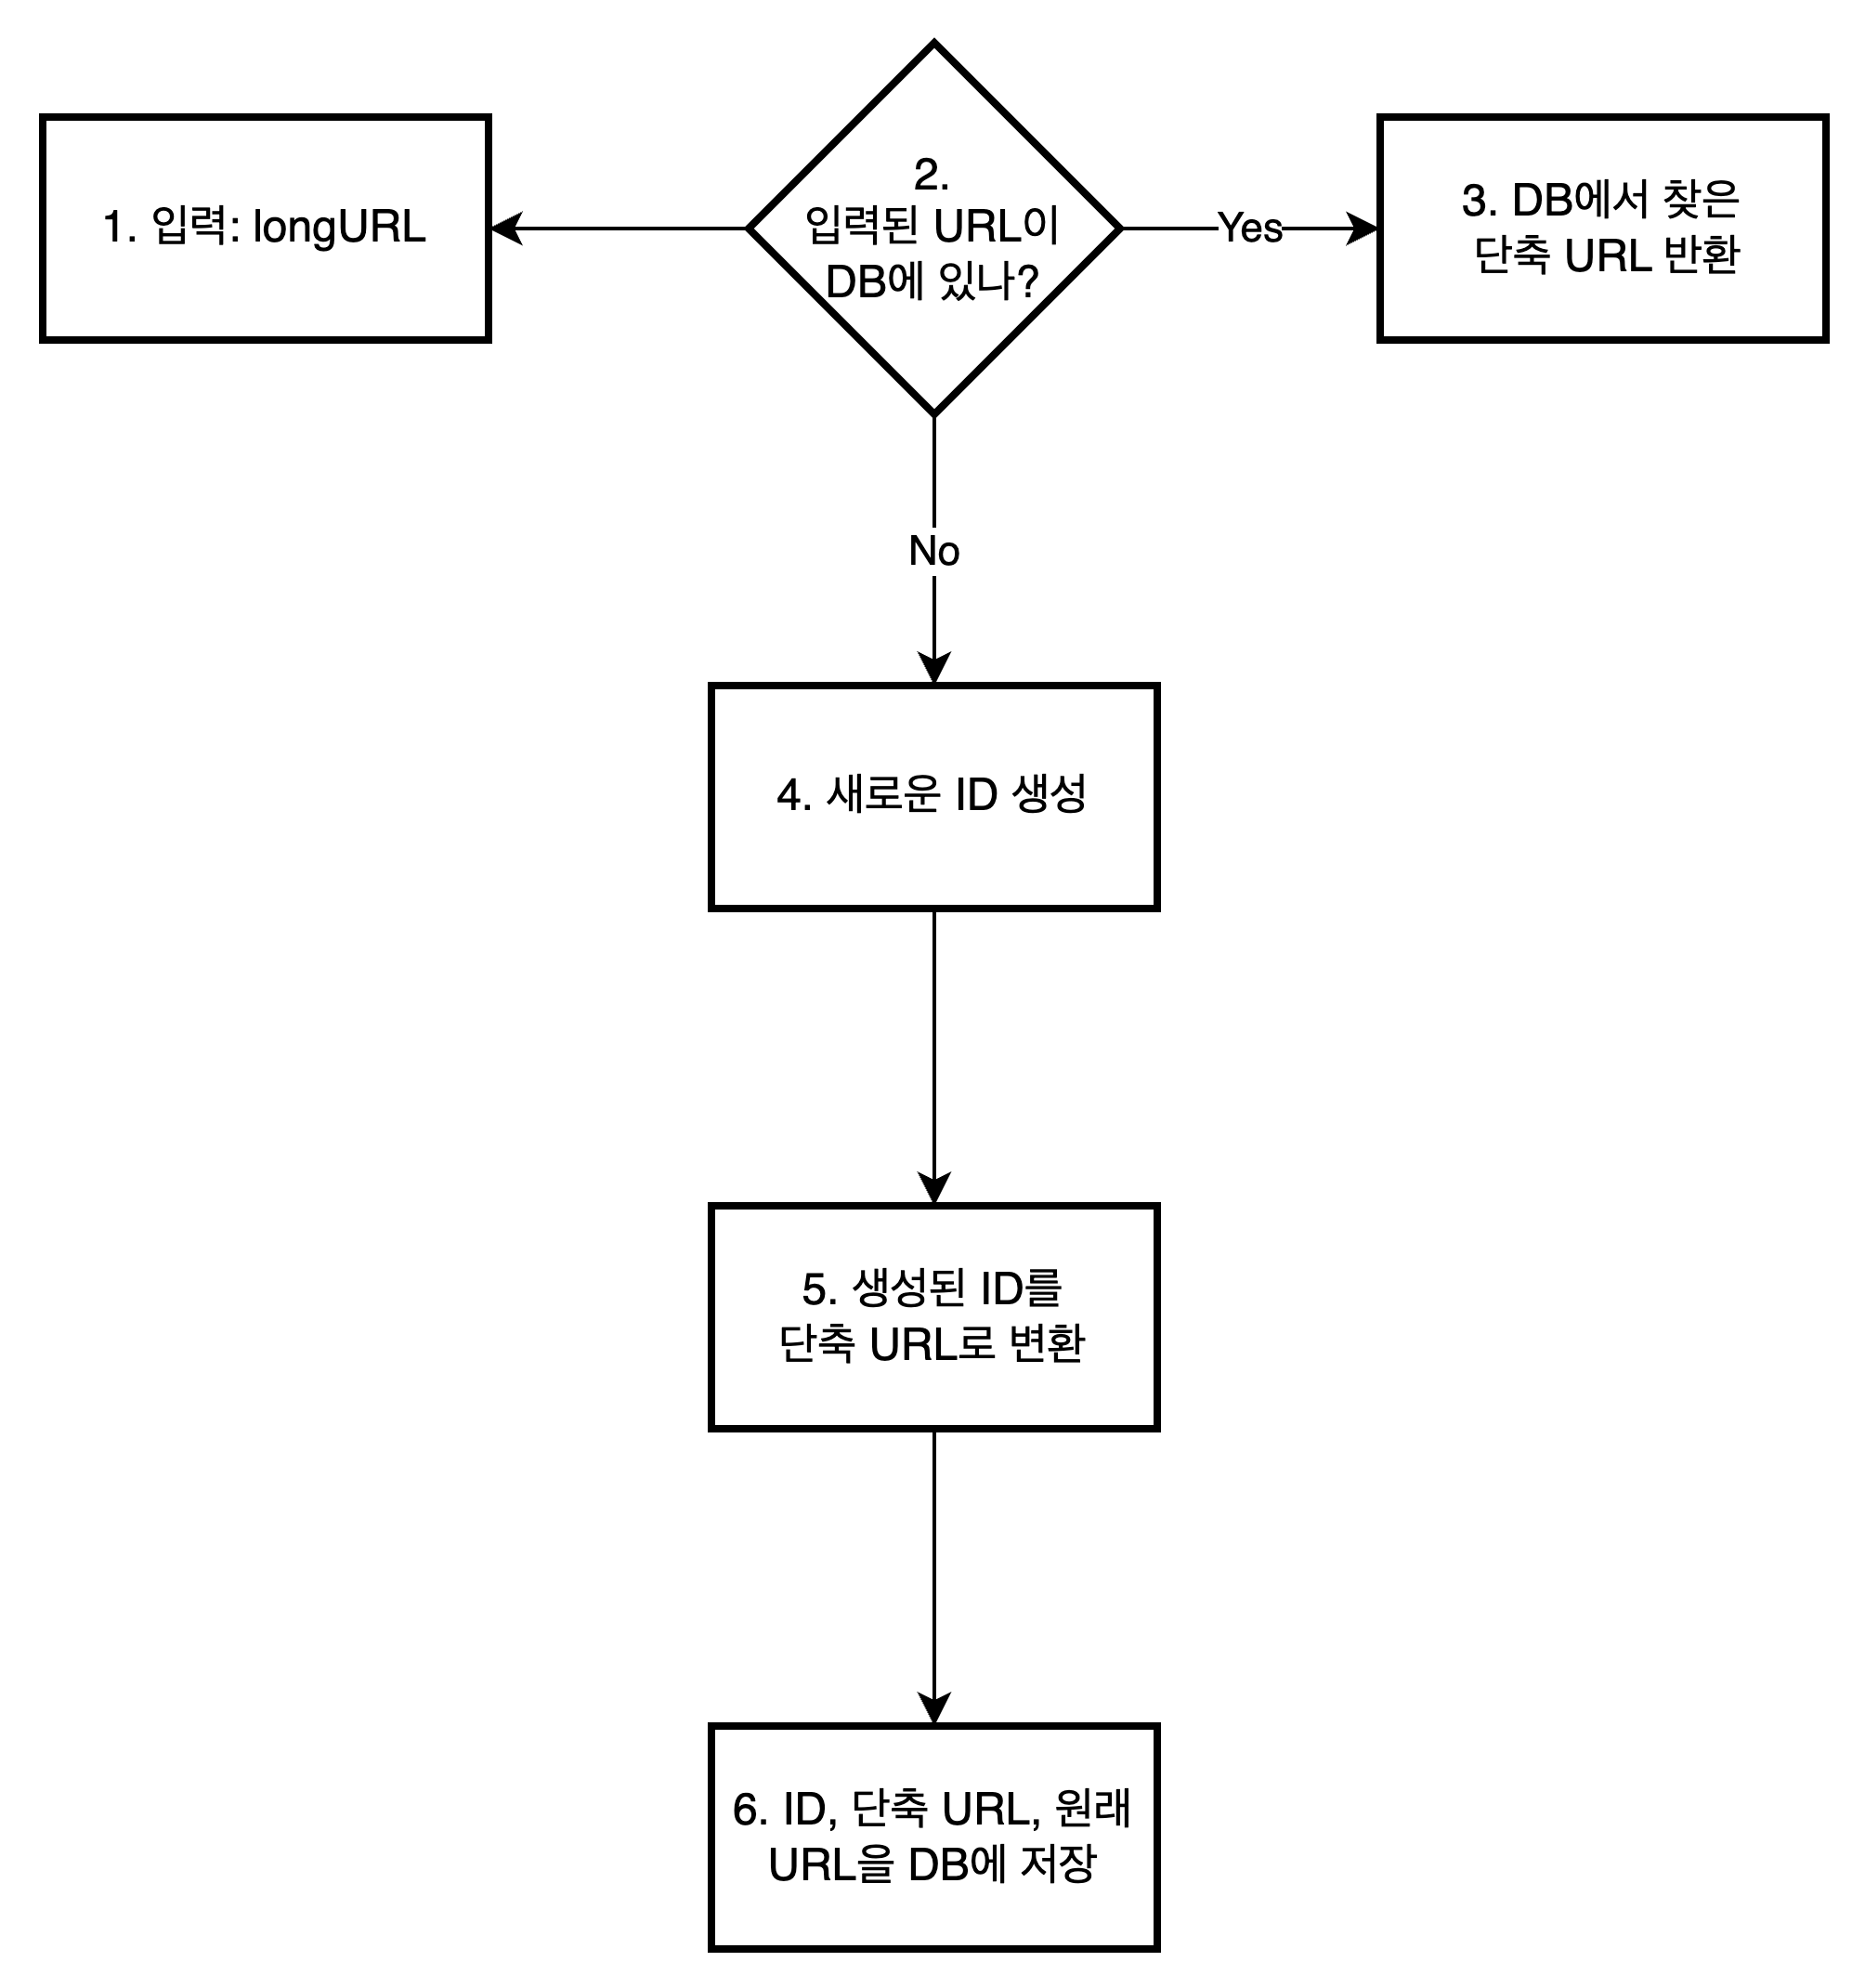 1. 입력: longURL
2.
입력된 URL이
DB에 있나?
Yes
3. DB에서 찾은
단축 URL 반환
No
4. 새로운 ID 생성
5. 생성된 ID를
단축 URL로 변환
6. ID, 단축 URL, 원래
URL을 DB에 저장